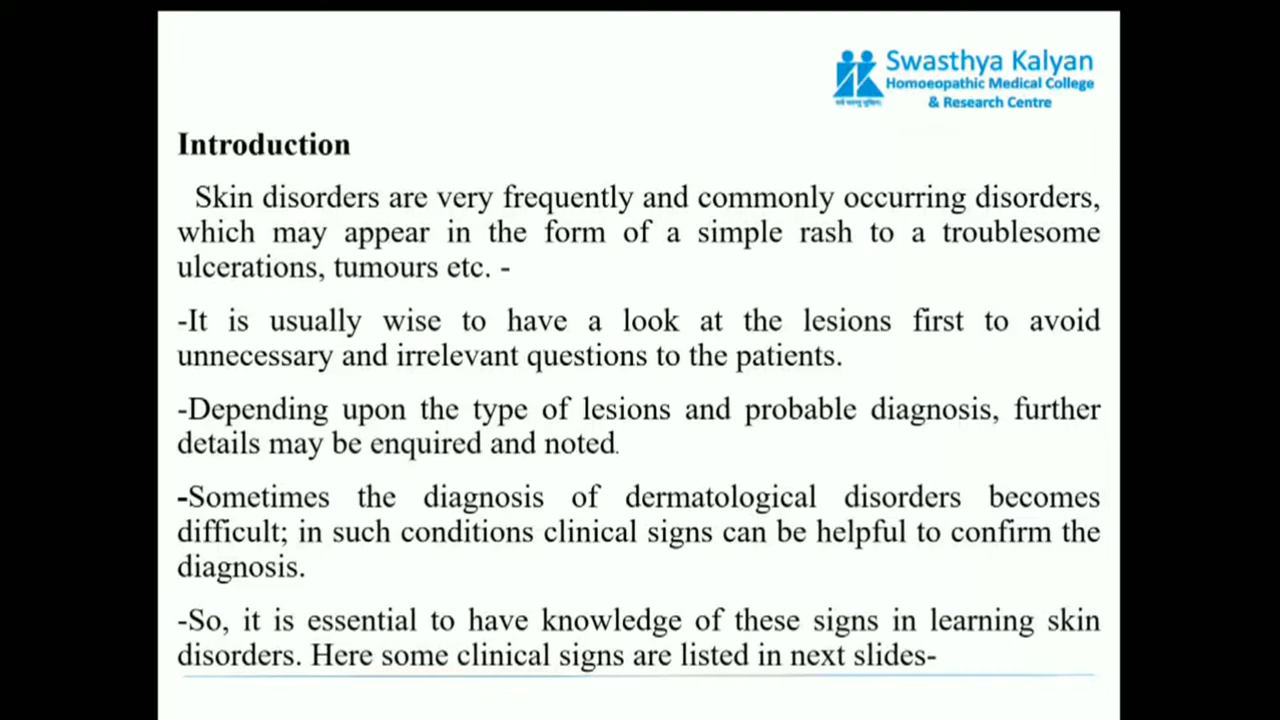 Swasthya Kalyan
Homoeopathic Medical College
& Research Centre
Introduction
Skin disorders are very frequently and commonly occurring disorders,
which may appear in the form of a simple rash to a troublesome
ulcerations, tumours etc. -
-It is usually wise to have a look at the lesions first to avoid
unnecessary and irrelevant questions to the patients.
-Depending upon the type of lesions and probable diagnosis, further
details may be enquired and noted.
-Sometimes the diagnosis of dermatological disorders becomes
difficult; in such conditions clinical signs can be helpful to confirm the
diagnosis.
-So, it is essential to have knowledge of these signs in learning skin
disorders. Here some clinical signs are listed in next slides-